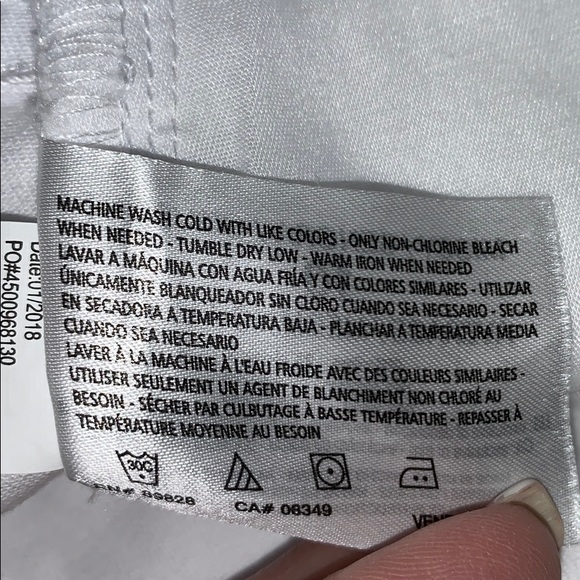 MACHINE WASH COLD WITH LIKE COLORS - ONLY NON-CHLORINE BLEACH
WHEN NEEDED - TUMBLE DRY LOW - WARM IRON WHEN NEEDED
LAVAR A MÁQUINA CON AGUA FRÍA Y CON COLORES SIMILARES - UTILIZAR
ÚNICAMENTE BLANQUEADOR SIN CLORO CUANDO SEA NECESARIO - SECAR
EN SECADORA A TEMPERATURA BAJA - PLANCHAR A TEMPERATURA MEDIA
CUANDO SEA NECESARIO
LAVER À LA MACHINE À L'EAU FROIDE AVEC DES COULEURS SIMILAIRES -
UTILISER SEULEMENT UN AGENT DE BLANCHIMENT NON CHLORÉ AU
BESOIN - SÉCHER PAR CULBUTAGE À BASSE TEMPÉRATURE - REPASSER À
TEMPÉRATURE MOYENNE AU BESOIN
30C
RN# 89828
CA# 08349
Date:01/2018
PO#4500968130